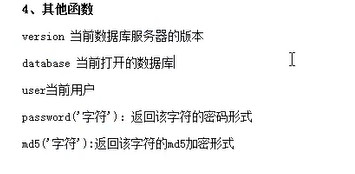 4、其他函数
version 当前数据库服务器的版本
database 当前打开的数据库
user当前用户
password('字符')：返回该字符的密码形式
md5('字符'):返回该字符的md5加密形式